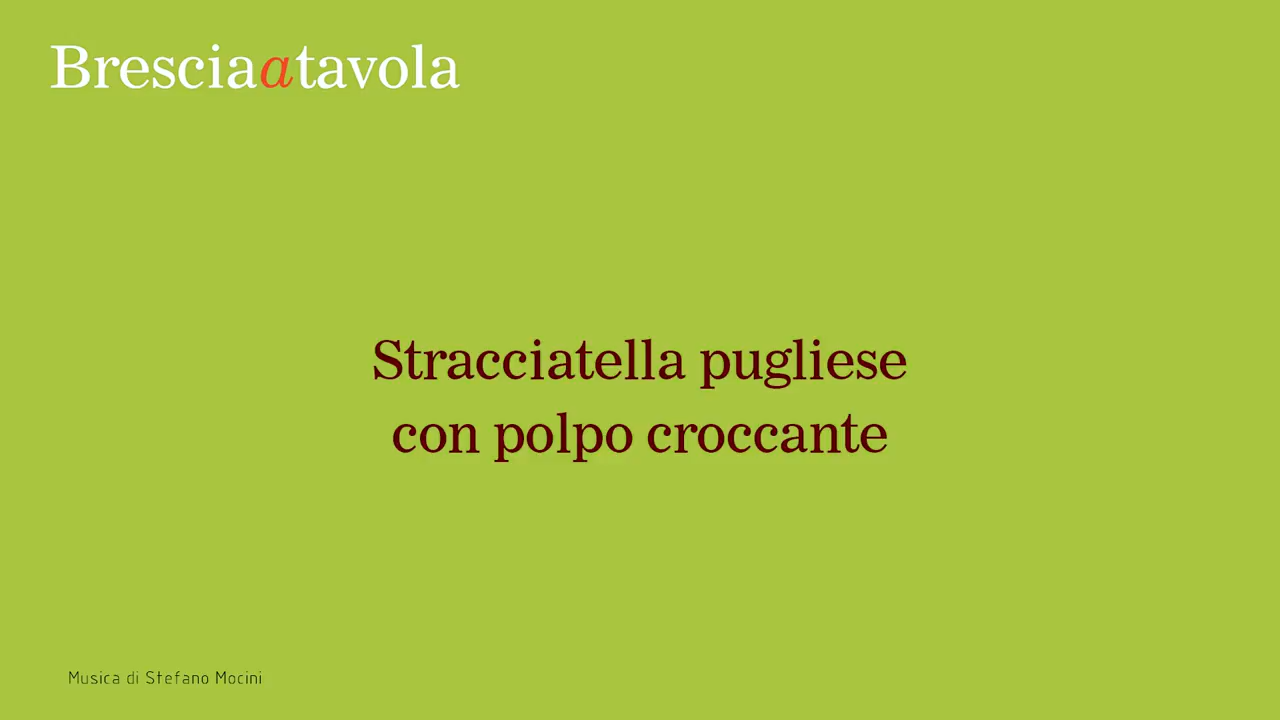 Bresciaatavola
Stracciatella pugliese
con polpo croccante
Musica di Stefano Mocini